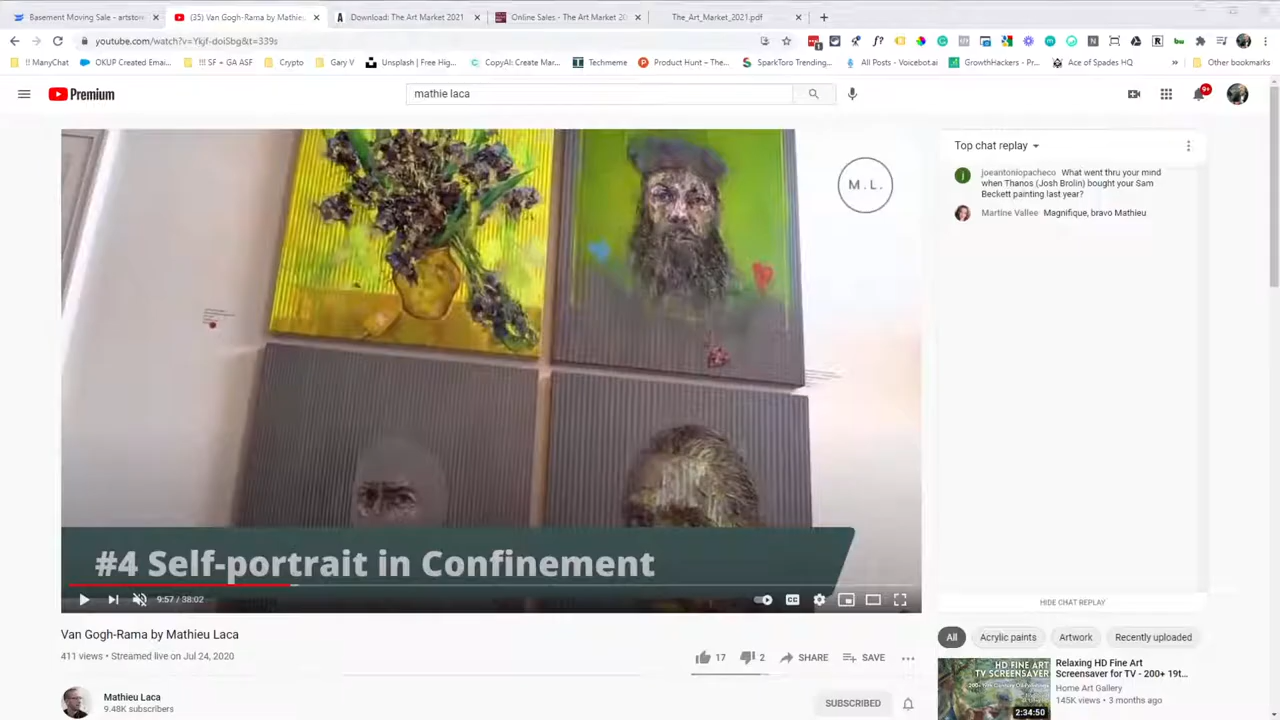 Basement Moving Sale - artstore
(35) Van Gogh-Rama by Mathieu
Download: The Art Market 2021
Online Sales - The Art Market 20
The_Art_Market_2021.pdf
youtube.com/watch?v=Ykjf-doiSbg&t=339s
!! ManyChat
OKUP Created Email...
!!! SF = GA ASF
Crypto
Gary V
Unsplash | Free Hig...
CopyAI: Create Mar...
Techmeme
Product Hunt – The...
SparkToro Trending...
All Posts - Voicebot.ai
GrowthHackers - Pr...
Ace of Spades HQ
»
Other bookmarks
Premium
mathie laca
9+
M.L.
#4 Self-portrait in Confinement
9:57 / 38:02
Top chat replay
joeantoniopacheco What went thru your mind
when Thanos (Josh Brolin) bought your Sam
Beckett painting last year?
Martine Vallee Magnifique, bravo Mathieu
HIDE CHAT REPLAY
Van Gogh-Rama by Mathieu Laca
411 views • Streamed live on Jul 24, 2020
17
2
SHARE
SAVE
Mathieu Laca
9.48K subscribers
SUBSCRIBED
All
Acrylic paints
Artwork
Recently uploaded
HD FINE ART
TV SCREENSAVER
2:34:50
Relaxing HD Fine Art
Screensaver for TV - 200+ 19t...
Home Art Gallery
145K views • 3 months ago